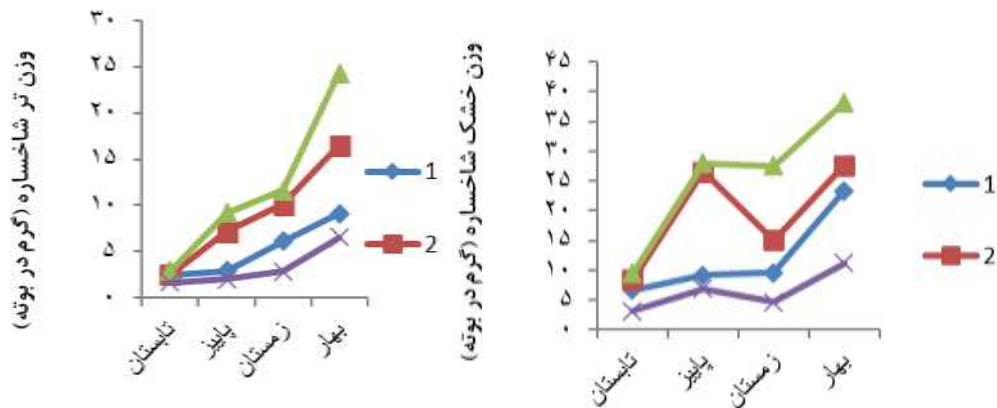 وزن تر شاخساره (گرم در بوته)
۳۰
۲۵
۲۰
۱۵
۱۰
۵
۰
تابستان
پاییز
زمستان
بهار
1
2
وزن خشک شاخساره (گرم در بوته)
۴۵
۴۰
۳۵
۳۰
۲۵
۲۰
۱۵
۱۰
۵
۰
تابستان
پاییز
زمستان
بهار
1
2